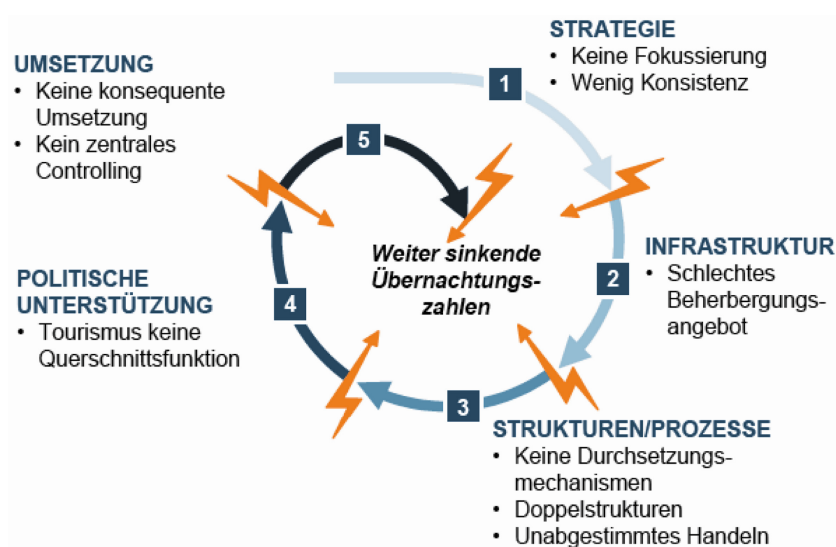 STRATEGIE
• Keine Fokussierung
• Wenig Konsistenz
1
INFRASTRUKTUR
• Schlechtes
Beherbergungs-
angebot
2
STRUKTUREN/PROZESSE
• Keine Durchsetzungs-
mechanismen
• Doppelstrukturen
• Unabgestimmtes Handeln
3
POLITISCHE
UNTERSTÜTZUNG
• Tourismus keine
Querschnittsfunktion
4
UMSETZUNG
• Keine konsequente
Umsetzung
• Kein zentrales
Controlling
5
Weiter sinkende
Übernachtungs-
zahlen